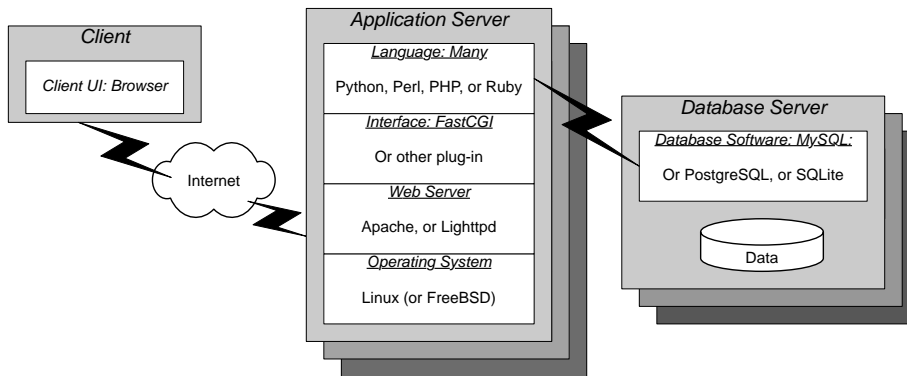 Client
Client UI: Browser
Internet
Application Server
Language: Many
Python, Perl, PHP, or Ruby
Interface: FastCGI
Or other plug-in
Web Server
Apache, or Lighttpd
Operating System
Linux (or FreeBSD)
Database Server
Database Software: MySQL:
Or PostgreSQL, or SQLite
Data